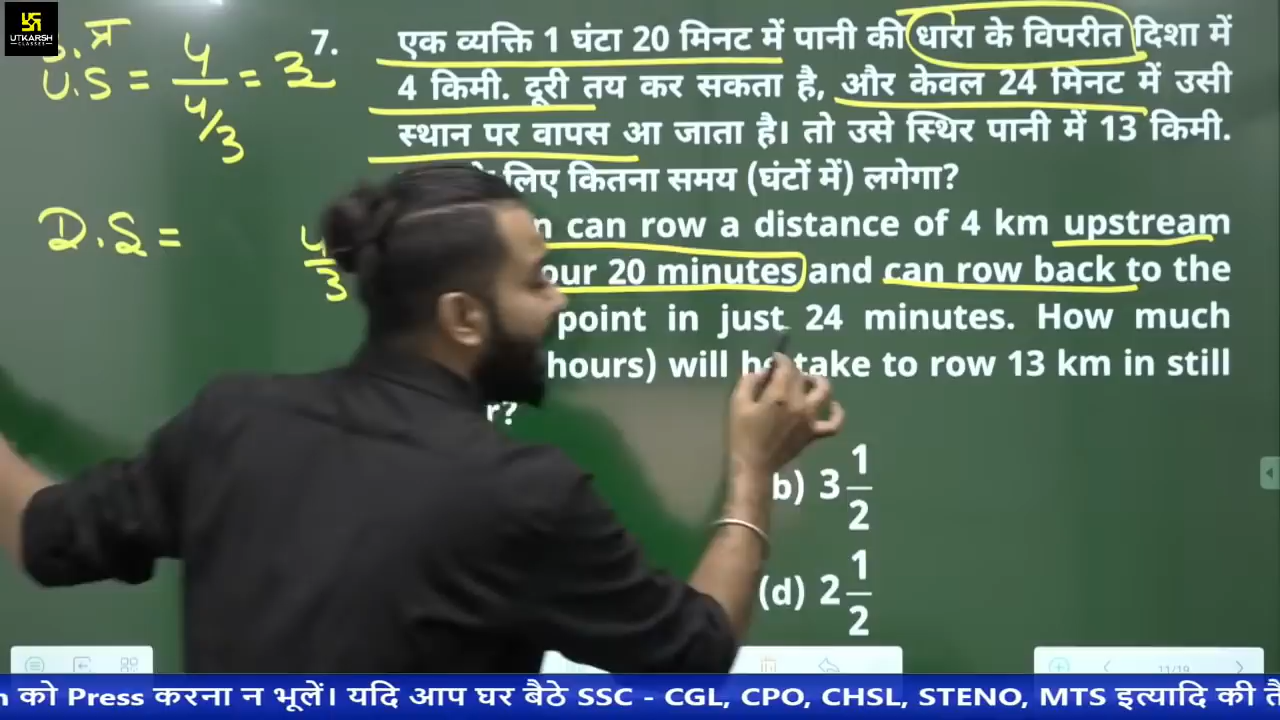 UTKARSH
CLASSES
U.S = 4 / 4/3 = 3
D.S =
4/3
7. एक व्यक्ति 1 घंटा 20 मिनट में पानी की धारा के विपरीत दिशा में
4 किमी. दूरी तय कर सकता है, और केवल 24 मिनट में उसी
स्थान पर वापस आ जाता है। तो उसे स्थिर पानी में 13 किमी.
लिए कितना समय (घंटों में) लगेगा?
can row a distance of 4 km upstream
our 20 minutes and can row back to the
point in just 24 minutes. How much
hours) will he take to row 13 km in still
r?
b) 3 1/2
(d) 2 1/2
11/19
को Press करना न भूलें। यदि आप घर बैठे SSC - CGL, CPO, CHSL, STENO, MTS इत्यादि की